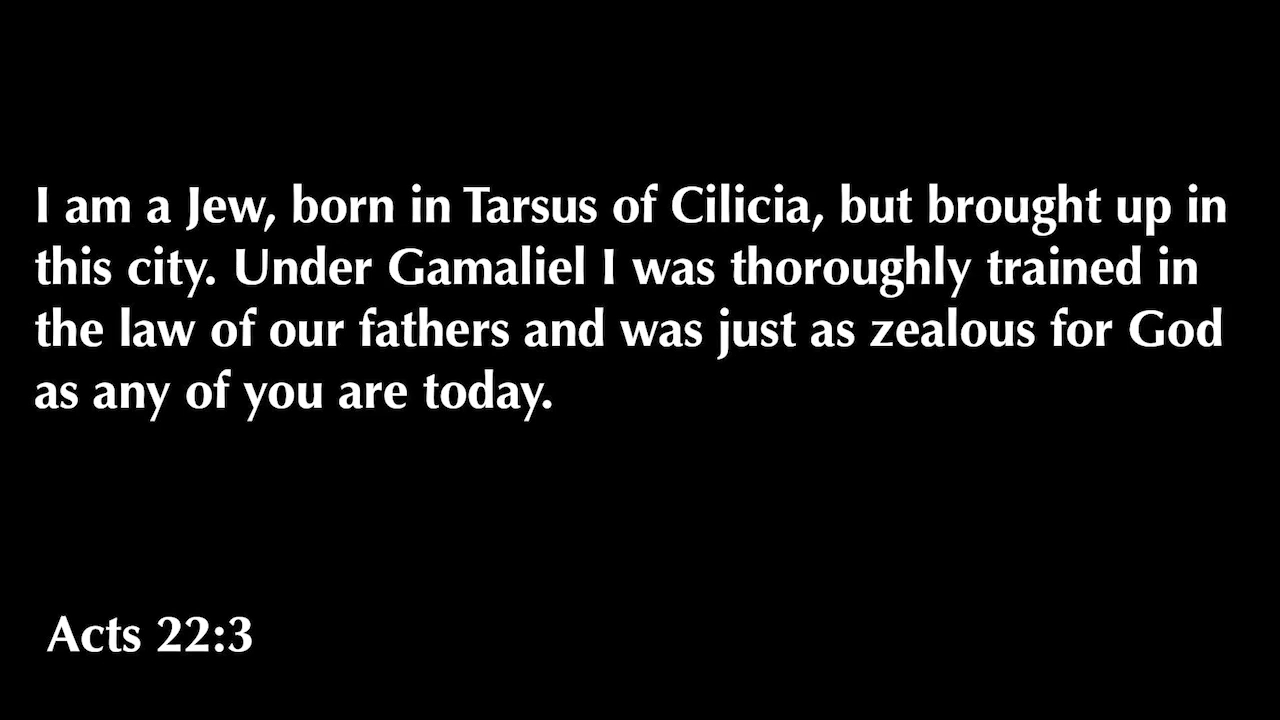 I am a Jew, born in Tarsus of Cilicia, but brought up in
this city. Under Gamaliel I was thoroughly trained in
the law of our fathers and was just as zealous for God
as any of you are today.
Acts 22:3